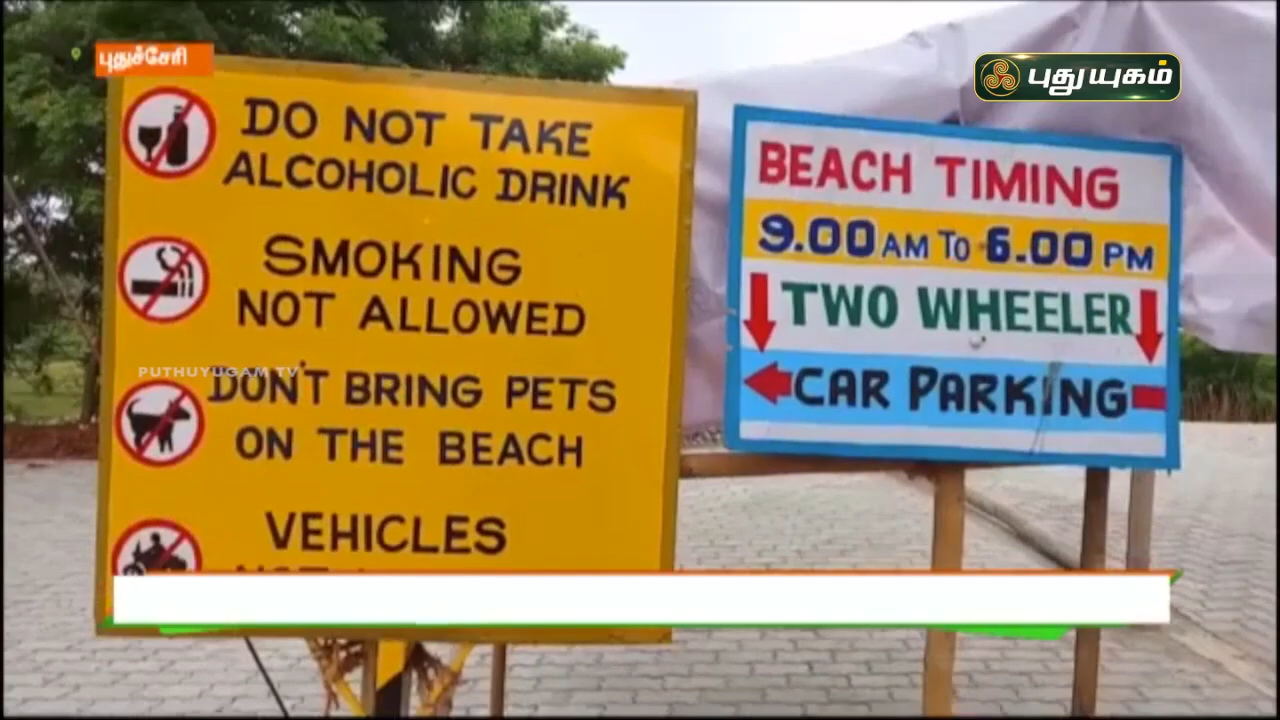 புதுச்சேரி
புதுயுகம்
DO NOT TAKE
ALCOHOLIC DRINK
SMOKING
NOT ALLOWED
PUTHUYUGAM TV
DON'T BRING PETS
ON THE BEACH
VEHICLES
BEACH TIMING
9.00 AM TO 6.00 PM
TWO WHEELER
CAR PARKING